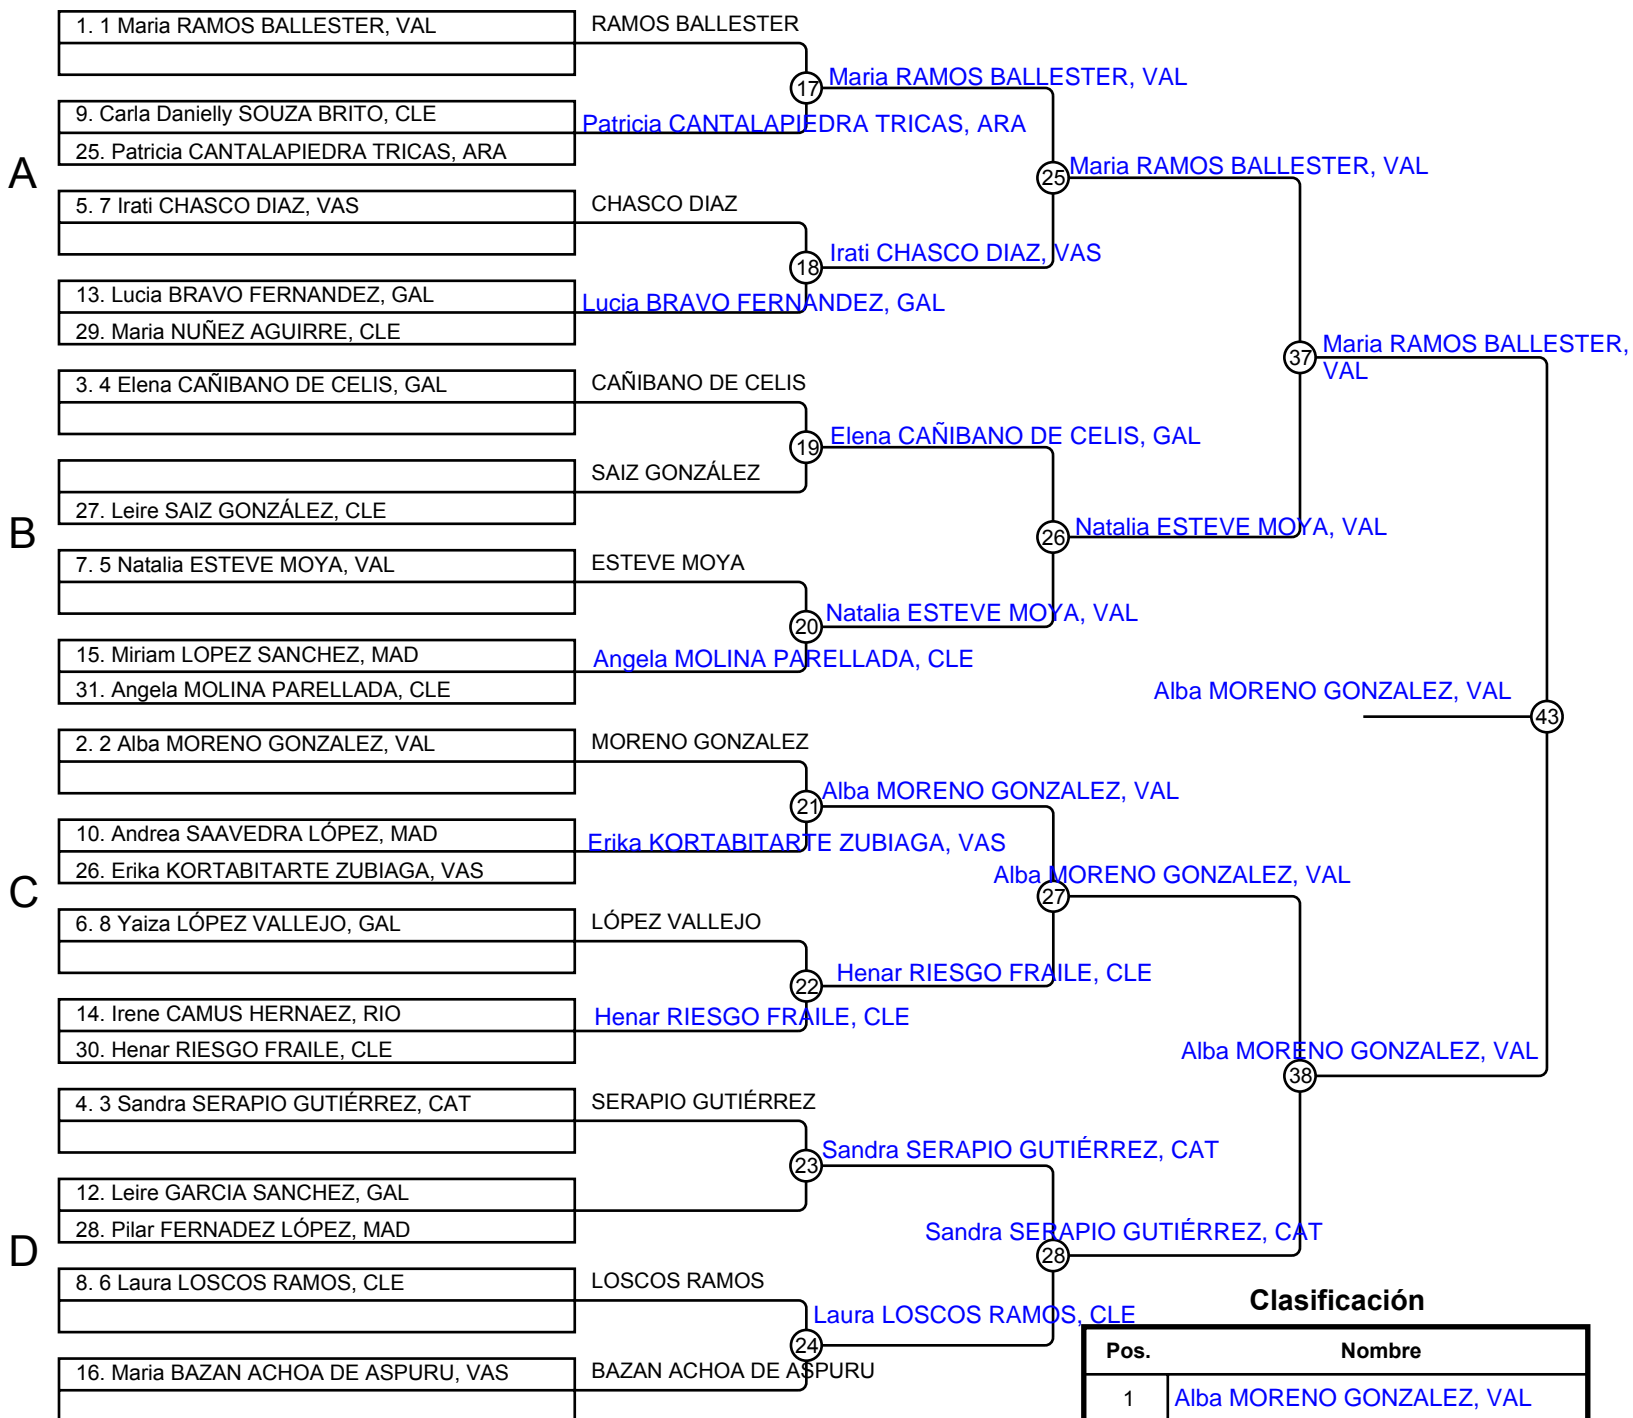 1. 1 Maria RAMOS BALLESTER, VAL
RAMOS BALLESTER
17
Maria RAMOS BALLESTER, VAL
9. Carla Danielly SOUZA BRITO, CLE
25. Patricia CANTALAPIEDRA TRICAS, ARA
Patricia CANTALAPIEDRA TRICAS, ARA
A
25
Maria RAMOS BALLESTER, VAL
5. 7 Irati CHASCO DIAZ, VAS
CHASCO DIAZ
18
Irati CHASCO DIAZ, VAS
13. Lucia BRAVO FERNANDEZ, GAL
29. Maria NUÑEZ AGUIRRE, CLE
Lucia BRAVO FERNANDEZ, GAL
37
Maria RAMOS BALLESTER,
VAL
3. 4 Elena CAÑIBANO DE CELIS, GAL
CAÑIBANO DE CELIS
19
Elena CAÑIBANO DE CELIS, GAL
SAIZ GONZÁLEZ
27. Leire SAIZ GONZÁLEZ, CLE
B
26
Natalia ESTEVE MOYA, VAL
7. 5 Natalia ESTEVE MOYA, VAL
ESTEVE MOYA
20
Natalia ESTEVE MOYA, VAL
15. Miriam LOPEZ SANCHEZ, MAD
31. Angela MOLINA PARELLADA, CLE
Angela MOLINA PARELLADA, CLE
Alba MORENO GONZALEZ, VAL
43
2. 2 Alba MORENO GONZALEZ, VAL
MORENO GONZALEZ
21
Alba MORENO GONZALEZ, VAL
10. Andrea SAAVEDRA LÓPEZ, MAD
26. Erika KORTABITARTE ZUBIAGA, VAS
Erika KORTABITARTE ZUBIAGA, VAS
C
27
Alba MORENO GONZALEZ, VAL
6. 8 Yaiza LÓPEZ VALLEJO, GAL
LÓPEZ VALLEJO
22
Henar RIESGO FRAILE, CLE
14. Irene CAMUS HERNAEZ, RIO
30. Henar RIESGO FRAILE, CLE
Henar RIESGO FRAILE, CLE
Alba MORENO GONZALEZ, VAL
38
4. 3 Sandra SERAPIO GUTIÉRREZ, CAT
SERAPIO GUTIÉRREZ
23
Sandra SERAPIO GUTIÉRREZ, CAT
12. Leire GARCIA SANCHEZ, GAL
28. Pilar FERNADEZ LÓPEZ, MAD
D
Sandra SERAPIO GUTIÉRREZ, CAT
28
8. 6 Laura LOSCOS RAMOS, CLE
LOSCOS RAMOS
24
Laura LOSCOS RAMOS, CLE
16. Maria BAZAN ACHOA DE ASPURU, VAS
BAZAN ACHOA DE ASPURU
Clasificación
Pos. Nombre
1 Alba MORENO GONZALEZ, VAL